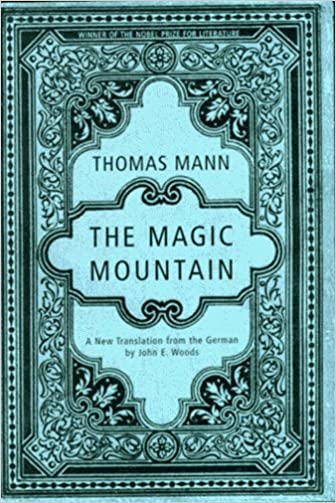 WINNER OF THE NOBEL PRIZE FOR LITERATURE
THOMAS MANN
THE MAGIC
MOUNTAIN
A New Translation from the German
by John E. Woods